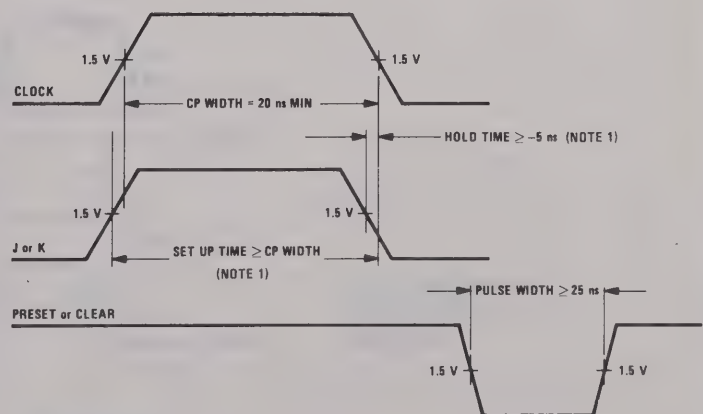 1.5 V
1.5 V
CLOCK
CP WIDTH = 20 ns MIN
HOLD TIME ≥ -5 ns (NOTE 1)
1.5 V
1.5 V
J or K
SET UP TIME ≥ CP WIDTH
(NOTE 1)
PULSE WIDTH ≥ 25 ns
PRESET or CLEAR
1.5 V
1.5 V